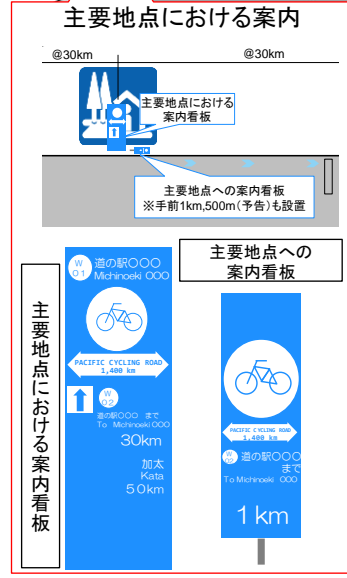 主要地点における案内
@30km
@30km
主要地点における
案内看板
主要地点への案内看板
※手前1km,500m(予告)も設置
主要地点における案内看板
W
01
道の駅〇〇〇
Michinoeki OOO
PACIFIC CYCLING ROAD
1,400 km
W
02
道の駅〇〇〇 まで
To Michinoeki OOO
30km
加太
Kata
50km
主要地点への
案内看板
PACIFIC CYCLING ROAD
1,400 km
W
02
道の駅〇〇〇
まで
To Michinoeki OOO
1km